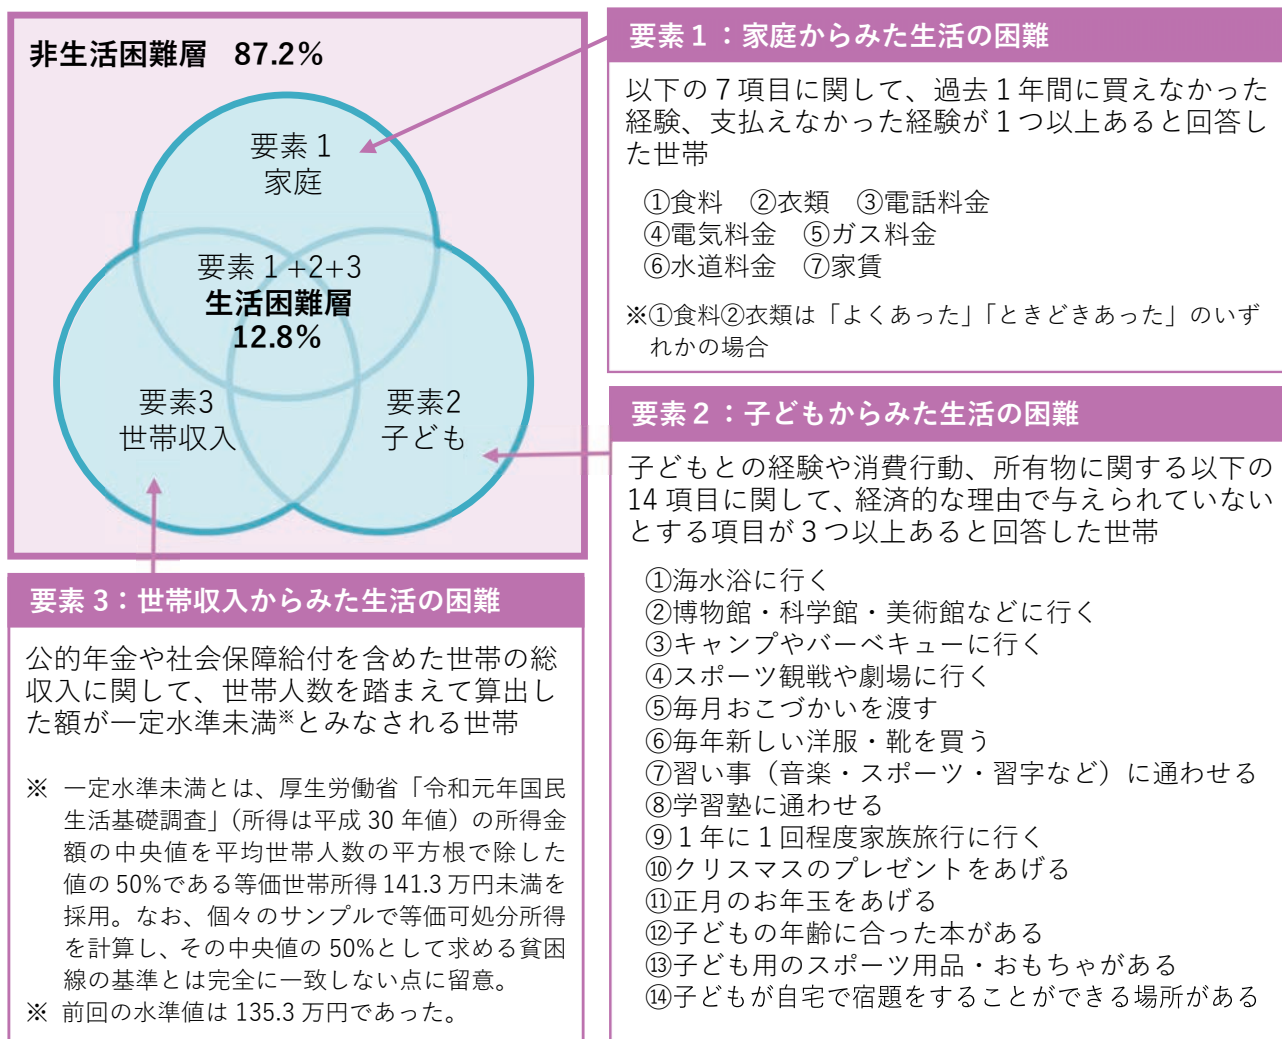 非生活困難層　87.2%
要素１
家庭
要素１+2+3
生活困難層
12.8%
要素3
世帯収入
要素2
子ども
要素１：家庭からみた生活の困難
以下の７項目に関して、過去１年間に買えなかった
経験、支払えなかった経験が１つ以上あると回答し
た世帯
①食料　②衣類　③電話料金
④電気料金　⑤ガス料金
⑥水道料金　⑦家賃
※①食料②衣類は「よくあった」「ときどきあった」のいず
れかの場合
要素２：子どもからみた生活の困難
子どもとの経験や消費行動、所有物に関する以下の
14 項目に関して、経済的な理由で与えられていない
とする項目が３つ以上あると回答した世帯
①海水浴に行く
②博物館・科学館・美術館などに行く
③キャンプやバーベキューに行く
④スポーツ観戦や劇場に行く
⑤毎月おこづかいを渡す
⑥毎年新しい洋服・靴を買う
⑦習い事（音楽・スポーツ・習字など）に通わせる
⑧学習塾に通わせる
⑨１年に１回程度家族旅行に行く
⑩クリスマスのプレゼントをあげる
⑪正月のお年玉をあげる
⑫子どもの年齢に合った本がある
⑬子ども用のスポーツ用品・おもちゃがある
⑭子どもが自宅で宿題をすることができる場所がある
要素 3：世帯収入からみた生活の困難
公的年金や社会保障給付を含めた世帯の総
収入に関して、世帯人数を踏まえて算出し
た額が一定水準未満※とみなされる世帯
※ 一定水準未満とは、厚生労働省「令和元年国民
生活基礎調査」（所得は平成 30 年値）の所得金
額の中央値を平均世帯人数の平方根で除した
値の 50%である等価世帯所得 141.3 万円未満を
採用。なお、個々のサンプルで等価可処分所得
を計算し、その中央値の 50%として求める貧困
線の基準とは完全に一致しない点に留意。
※ 前回の水準値は 135.3 万円であった。